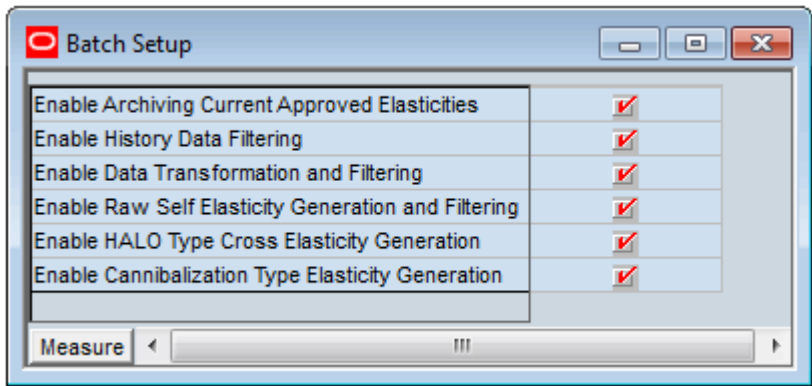 Batch Setup
Enable Archiving Current Approved Elasticities
Enable History Data Filtering
Enable Data Transformation and Filtering
Enable Raw Self Elasticity Generation and Filtering
Enable HALO Type Cross Elasticity Generation
Enable Cannibalization Type Elasticity Generation
Measure